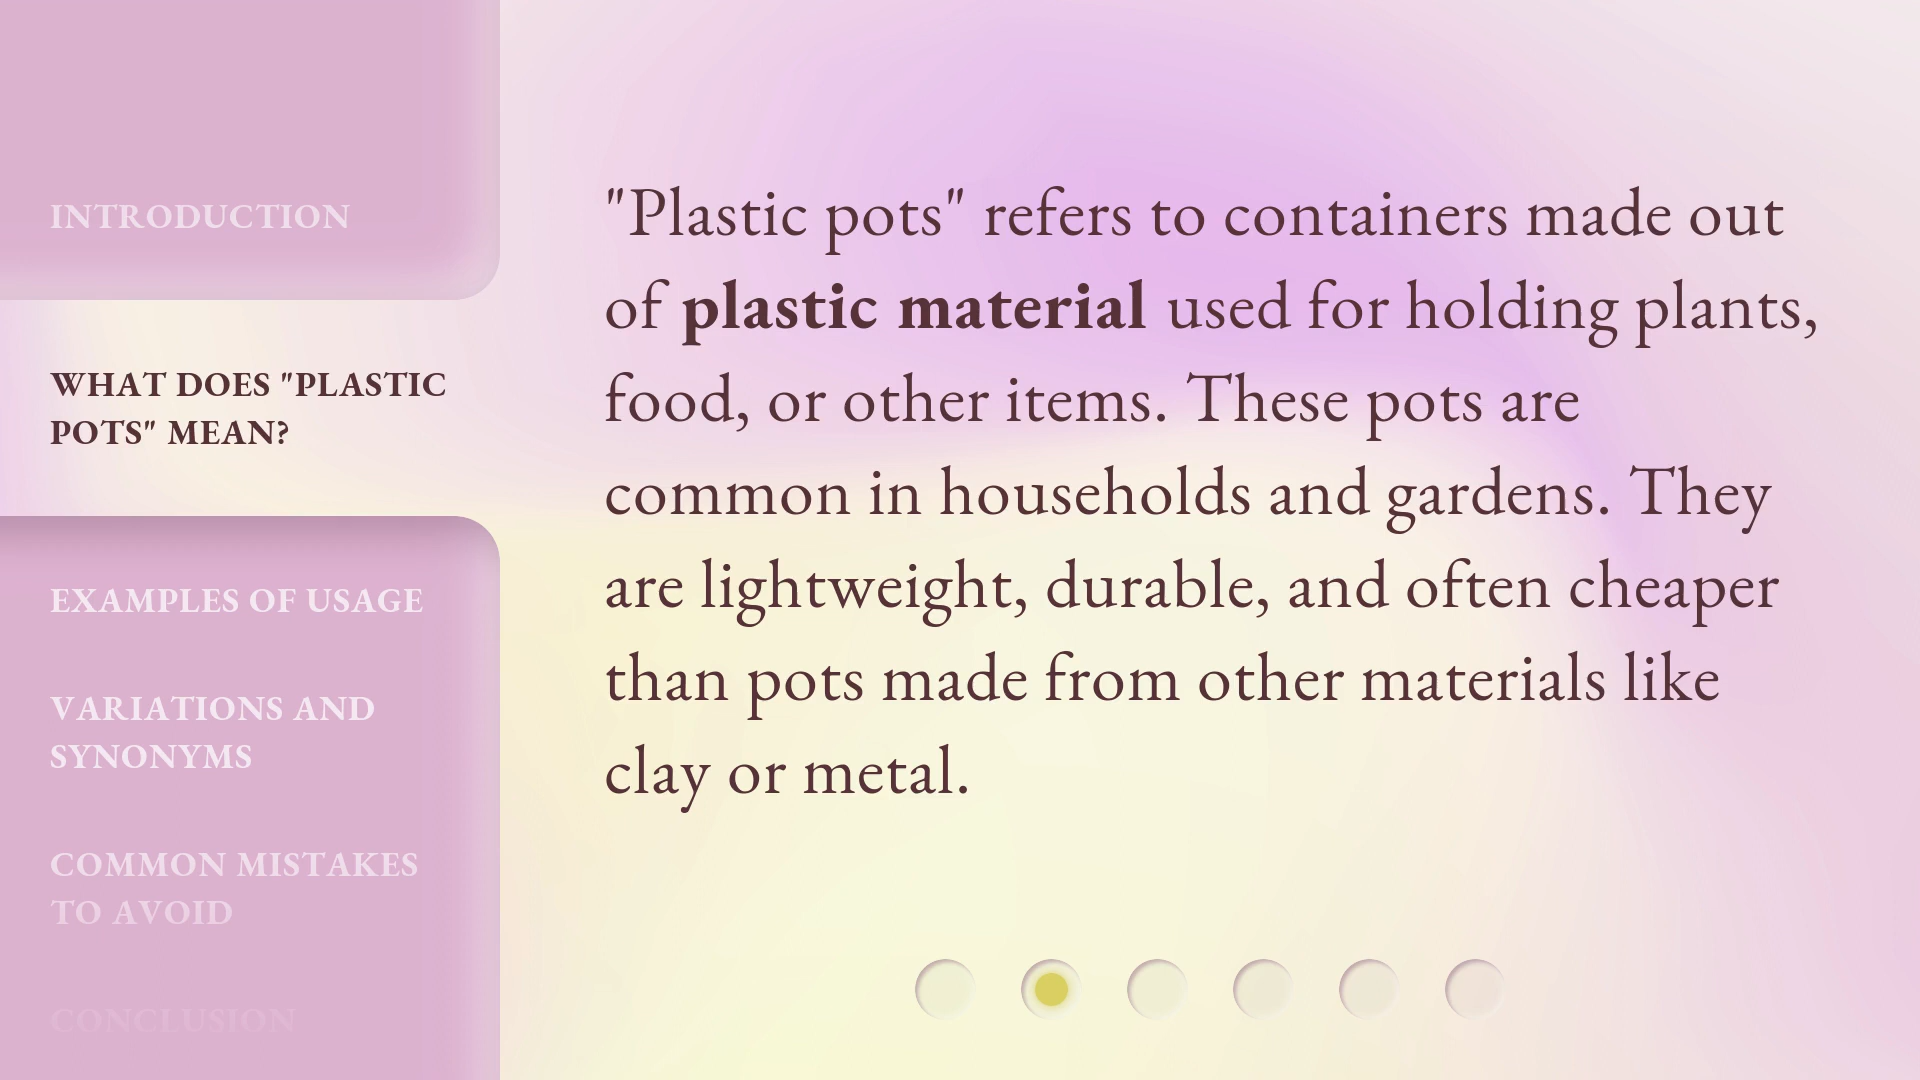 INTRODUCTION
WHAT DOES "PLASTIC
POTS" MEAN?
EXAMPLES OF USAGE
VARIATIONS AND
SYNONYMS
COMMON MISTAKES
TO AVOID
CONCLUSION
"Plastic pots" refers to containers made out
of plastic material used for holding plants,
food, or other items. These pots are
common in households and gardens. They
are lightweight, durable, and often cheaper
than pots made from other materials like
clay or metal.